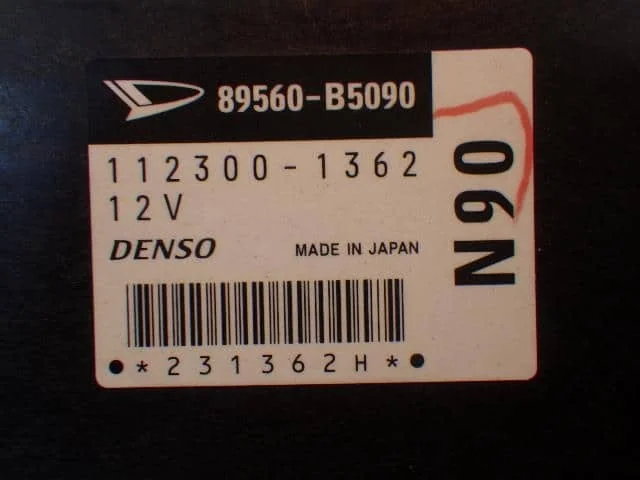 89560-B5090
112300-1362
12V
DENSO MADE IN JAPAN
*231362H*
N90